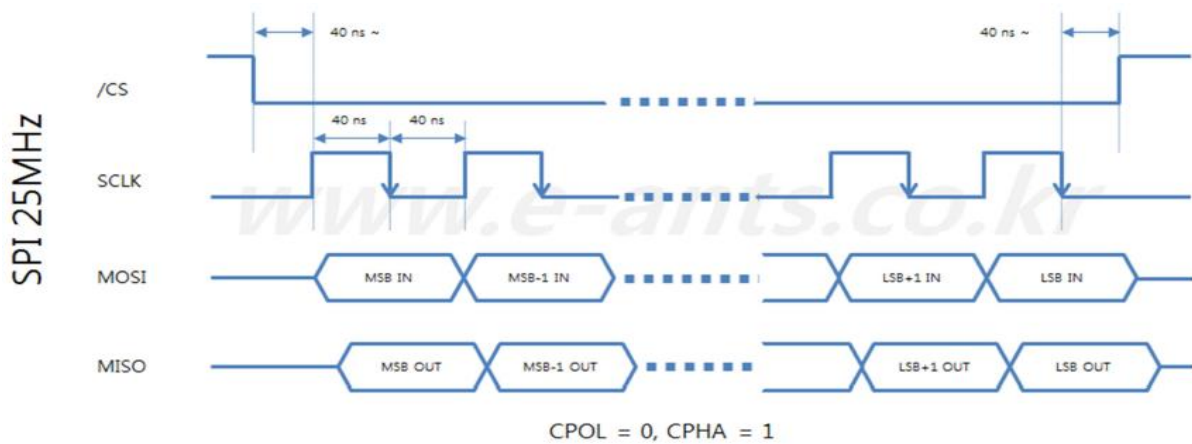 SPI 25MHz
40 ns ~
40 ns ~
/CS
40 ns
40 ns
SCLK
www.e-ants.co.kr
MOSI
MSB IN
MSB-1 IN
LSB+1 IN
LSB IN
MISO
MSB OUT
MSB-1 OUT
LSB+1 OUT
LSB OUT
CPOL = 0, CPHA = 1